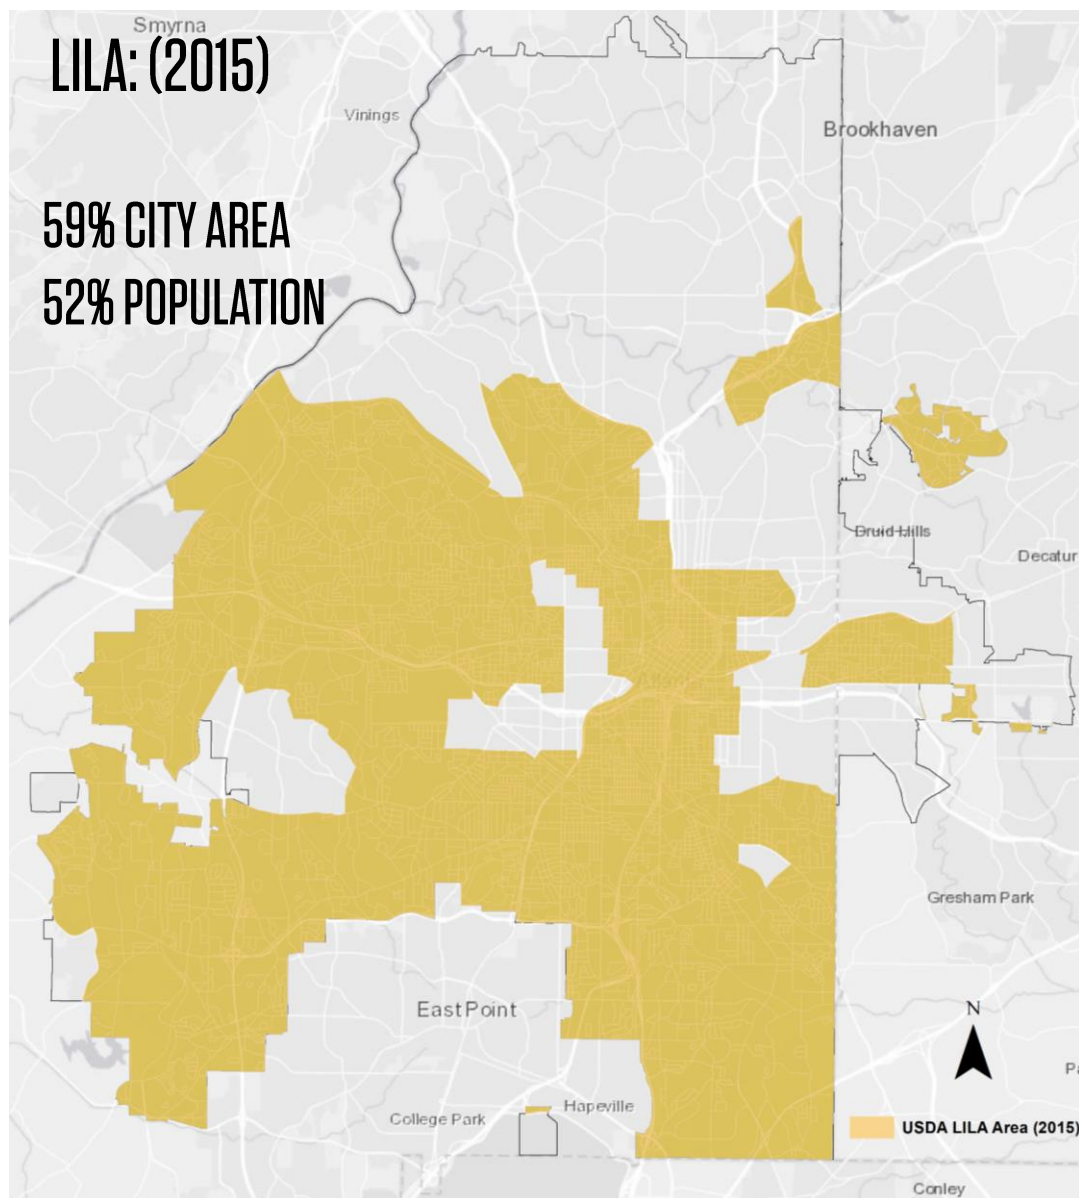 Smyrna
LILA: (2015)
Vinings
Brookhaven
59% CITY AREA
52% POPULATION
Druid Hills
Decatur
Atlanta
Gresham Park
East Point
N
College Park
Hapeville
USDA LILA Area (2015)
Conley